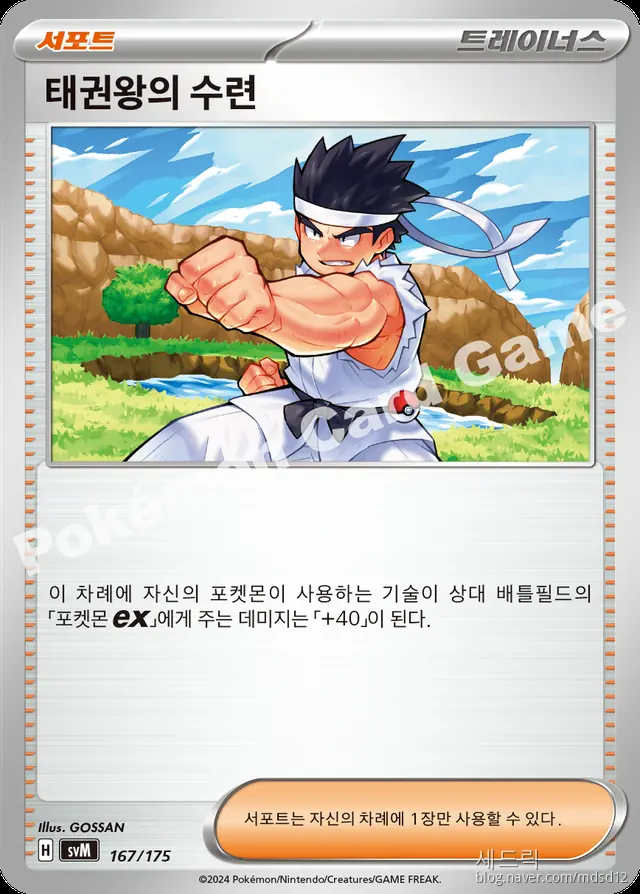 서포트
트레이너스
태권왕의 수련
Pokémon Card Game
이 차례에 자신의 포켓몬이 사용하는 기술이 상대 배틀필드의
「포켓몬 ex」에게 주는 데미지는 「+40」이 된다.
서포트는 자신의 차례에 1장만 사용할 수 있다.
Illus. GOSSAN
H svM 167/175
©2024 Pokémon/Nintendo/Creatures/GAME FREAK.
세드릭
blog.naver.com/mdsd12